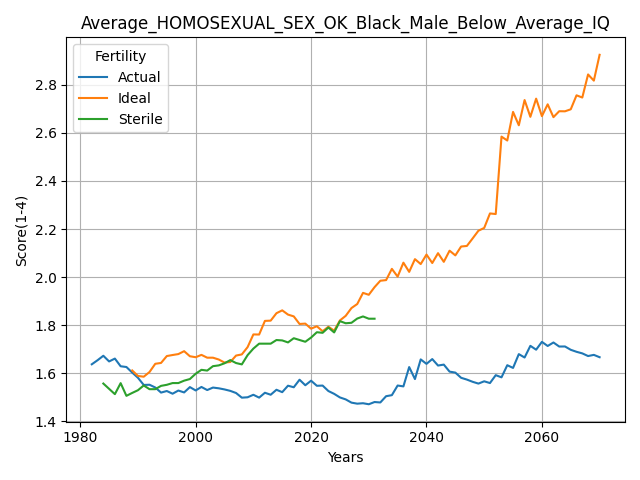 Average_HOMOSEXUAL_SEX_OK_Black_Male_Below_Average_IQ
Fertility
Actual
Ideal
Sterile
Score(1-4)
2.8
2.6
2.4
2.2
2.0
1.8
1.6
1.4
1980 2000 2020 2040 2060
Years